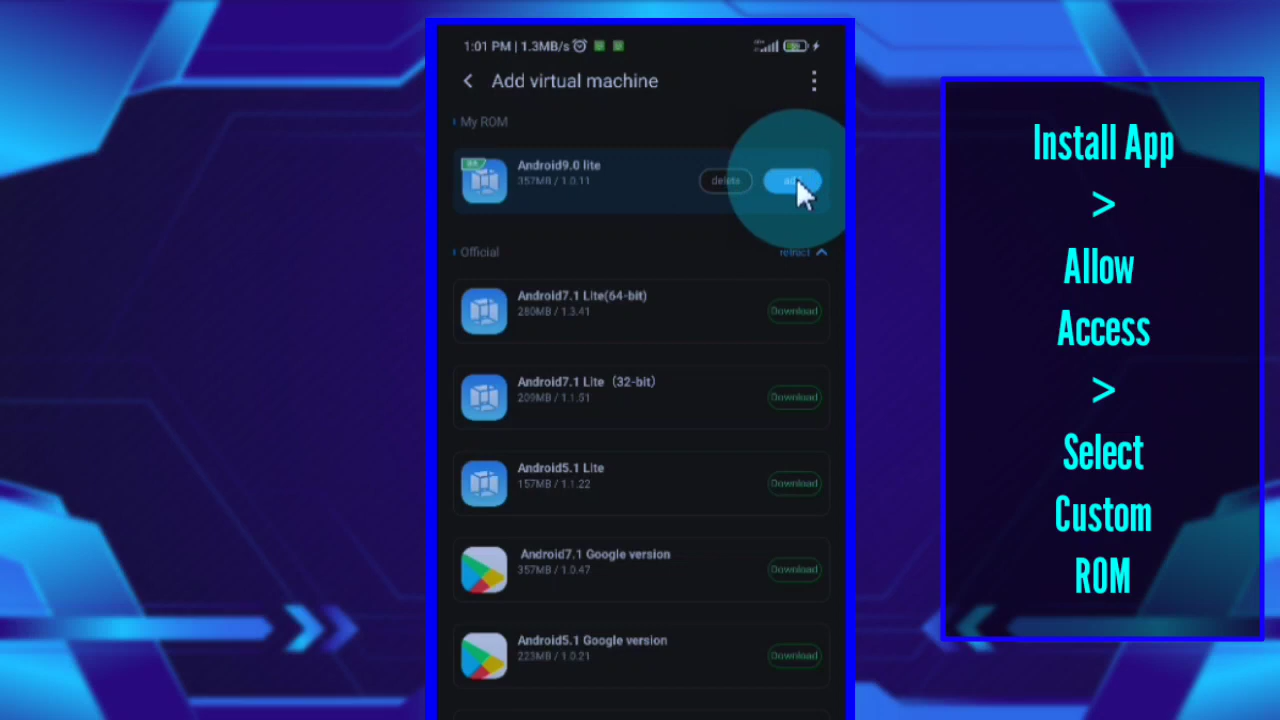 1:01 PM | 1.3MB/s
Add virtual machine
My ROM
Android9.0 lite
357MB / 1.0.11
delete
Official
Android7.1 Lite(64-bit)
280MB / 1.3.41
Download
Android7.1 Lite（32-bit）
209MB / 1.1.51
Download
Android5.1 Lite
157MB / 1.1.22
Download
Android7.1 Google version
357MB / 1.0.47
Download
Android5.1 Google version
223MB / 1.0.21
Download
Install App
>
Allow
Access
>
Select
Custom
ROM